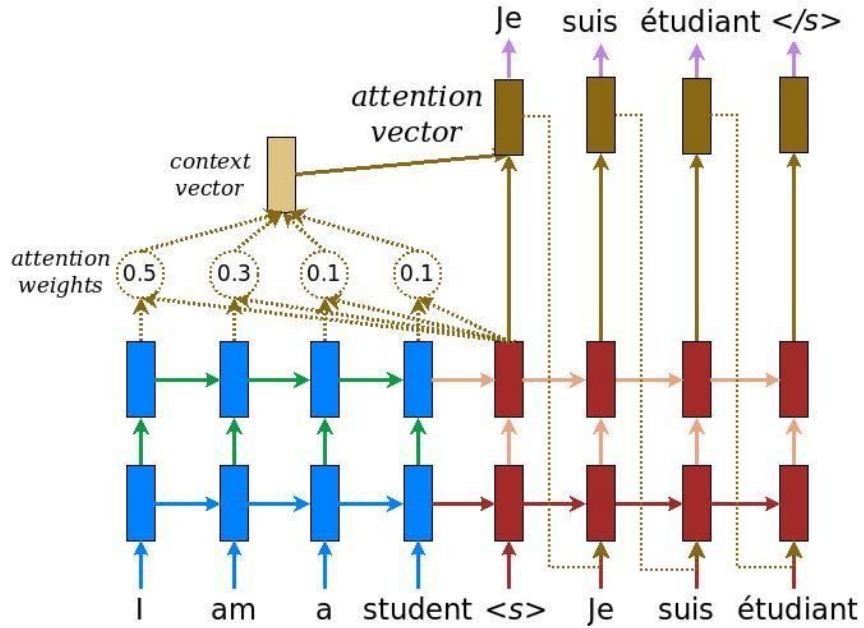 Je suis étudiant </s>
attention
vector
context
vector
attention
weights
0.5 0.3 0.1 0.1
I am a student <s> Je suis étudiant